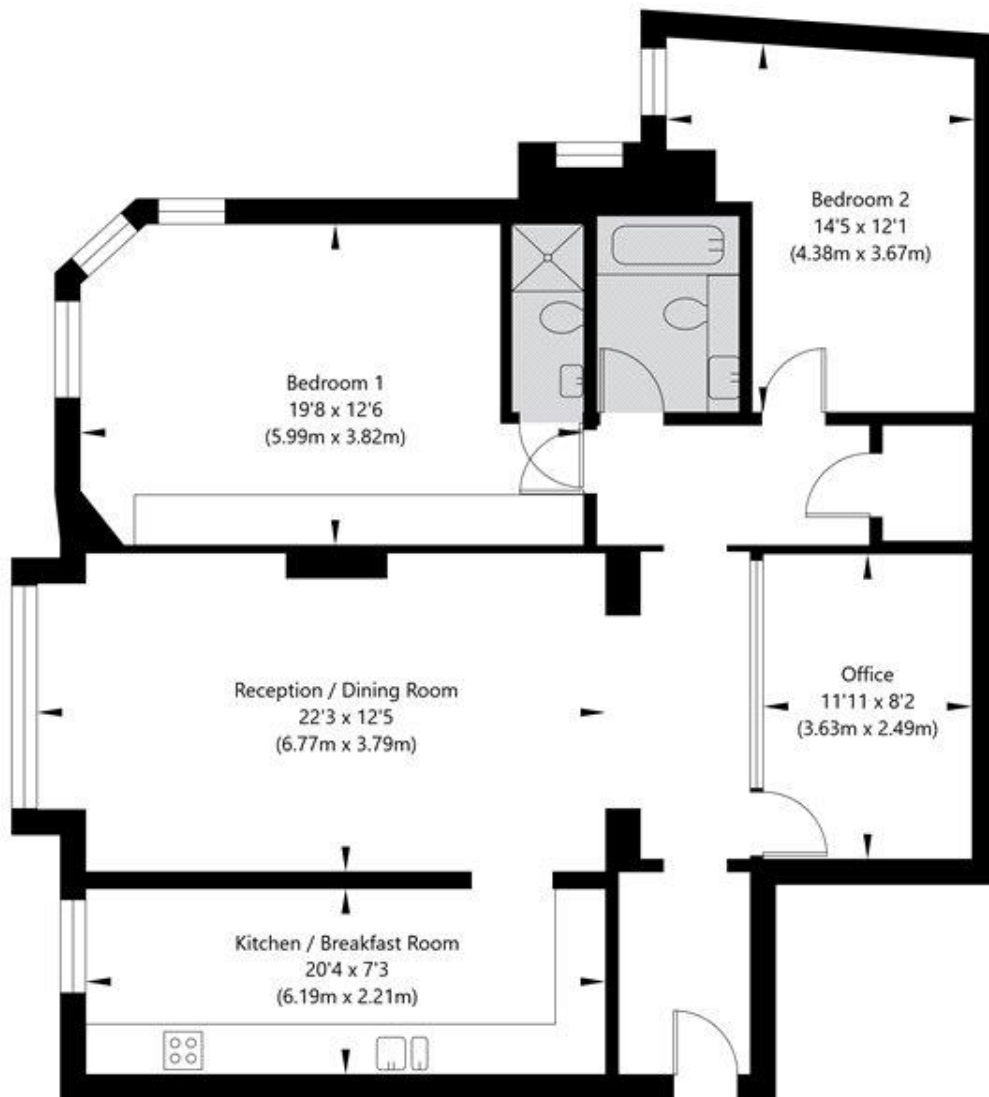 Bedroom 2
14'5 x 12'1
(4.38m x 3.67m)
Bedroom 1
19'8 x 12'6
(5.99m x 3.82m)
Reception / Dining Room
22'3 x 12'5
(6.77m x 3.79m)
Office
11'11 x 8'2
(3.63m x 2.49m)
Kitchen / Breakfast Room
20'4 x 7'3
(6.19m x 2.21m)